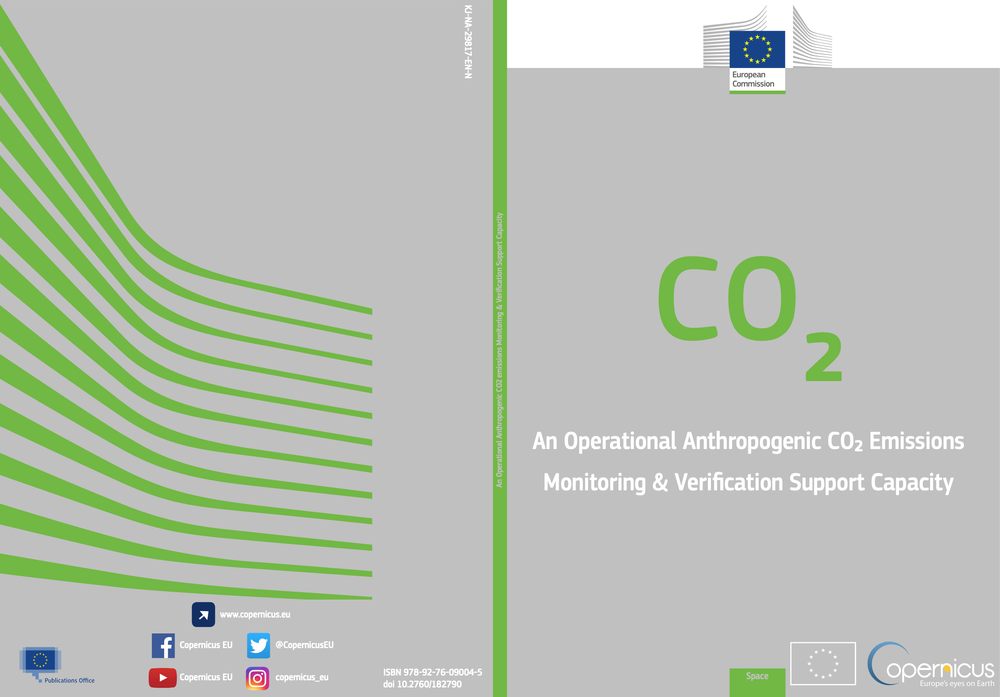 KJ-NA-29817-EN-N
www.copernicus.eu
Copernicus EU
@CopernicusEU
Copernicus EU
copernicus_eu
Publications Office
ISBN 978-92-76-09004-5
doi 10.2760/182790
An Operational Anthropogenic CO2 emissions Monitoring & Verification Support Capacity
European
Commission
CO₂
An Operational Anthropogenic CO₂ Emissions
Monitoring & Verification Support Capacity
Space
opernicus
Europe's eyes on Earth